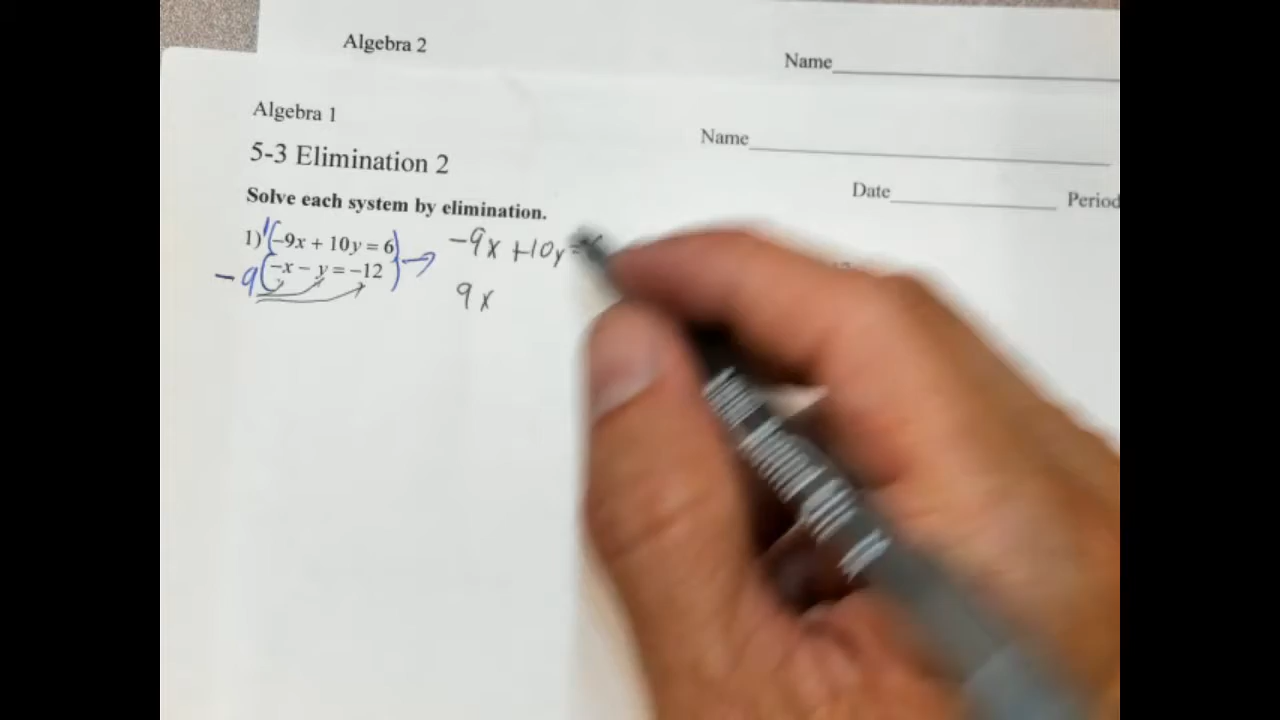 Algebra 2
Name
Algebra 1
Name
5-3 Elimination 2
Date Period
Solve each system by elimination.
1) 1(-9x + 10y = 6) → -9x + 10y =
-9(-x - y = -12) 9x